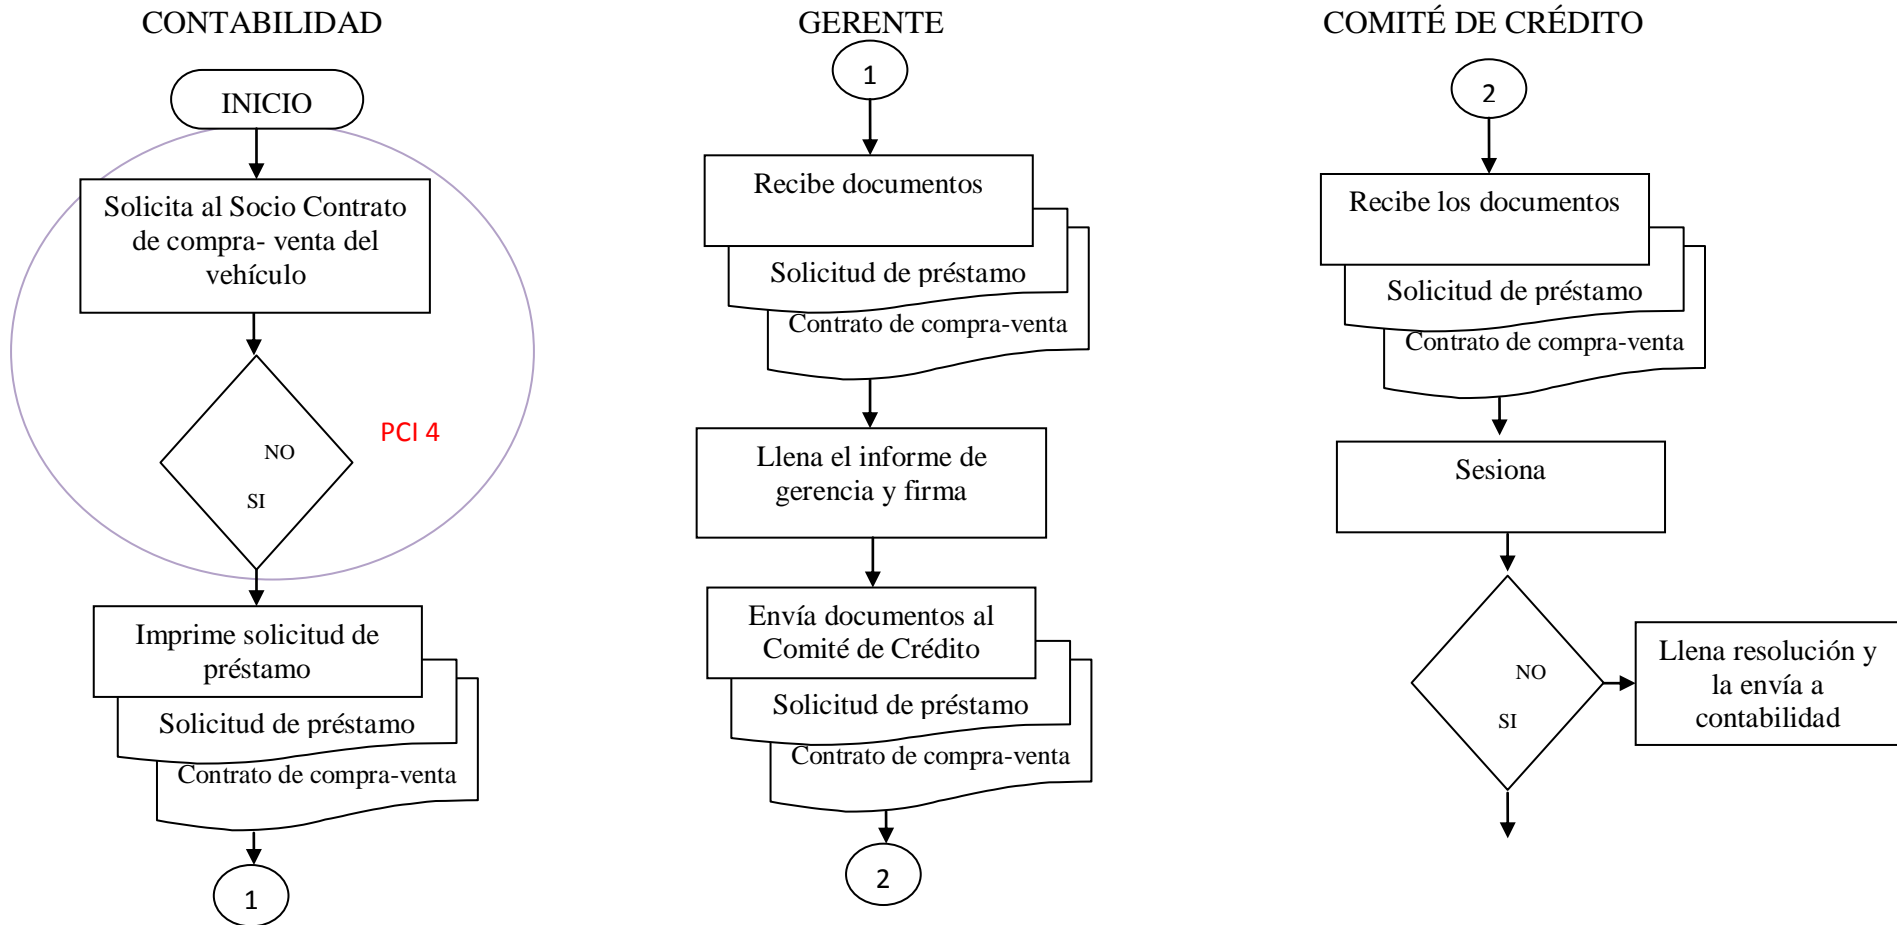 CONTABILIDAD
INICIO
Solicita al Socio Contrato
de compra- venta del
vehículo
NO
SI
PCI 4
Imprime solicitud de
préstamo
Solicitud de préstamo
Contrato de compra-venta
1
GERENTE
1
Recibe documentos
Solicitud de préstamo
Contrato de compra-venta
Llena el informe de
gerencia y firma
Envía documentos al
Comité de Crédito
Solicitud de préstamo
Contrato de compra-venta
2
COMITÉ DE CRÉDITO
2
Recibe los documentos
Solicitud de préstamo
Contrato de compra-venta
Sesiona
NO
SI
Llena resolución y
la envía a
contabilidad